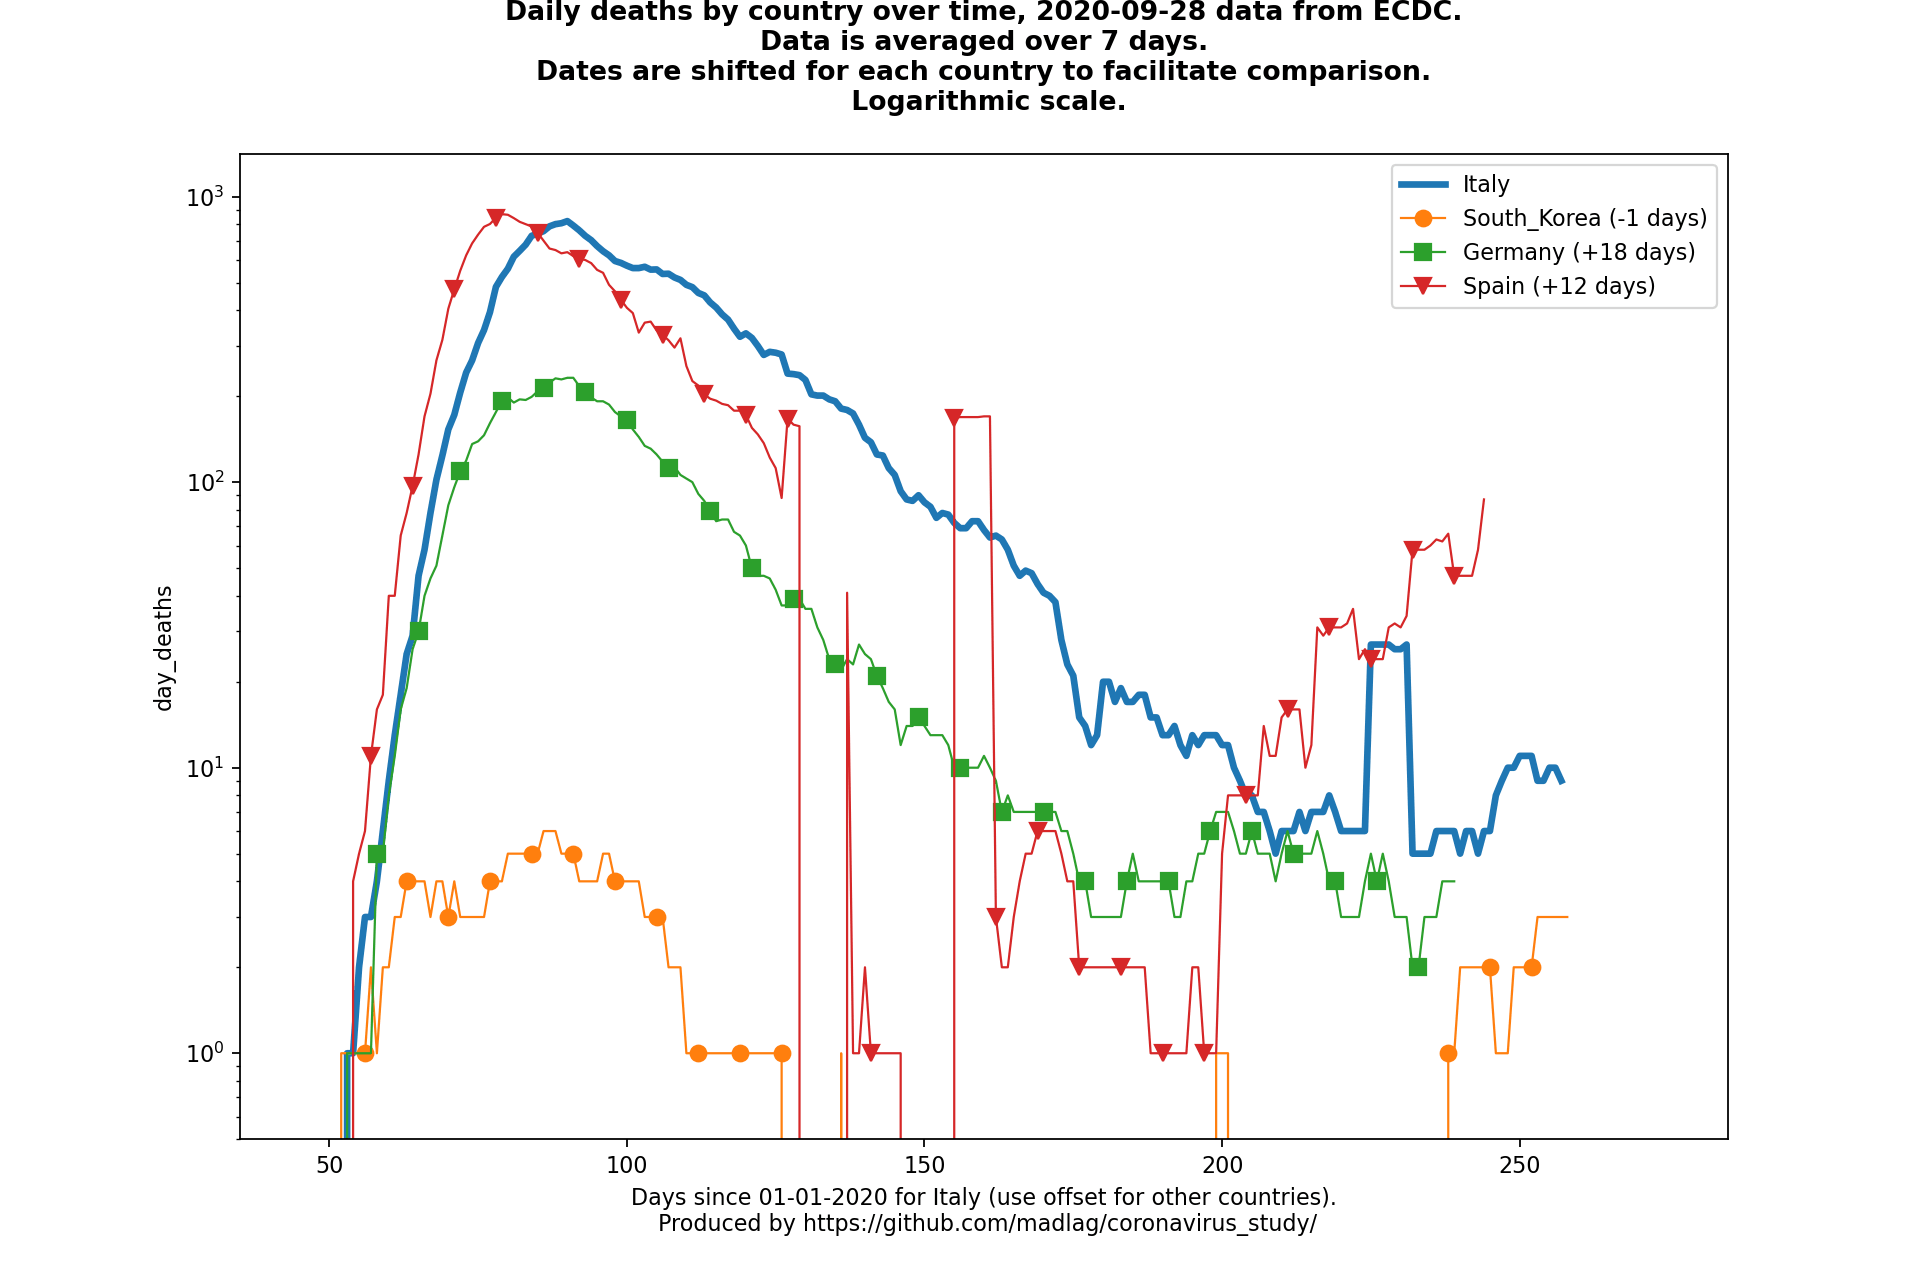 Daily deaths by country over time, 2020-09-28 data from ECDC.
Data is averaged over 7 days.
Dates are shifted for each country to facilitate comparison.
Logarithmic scale.
Italy
South_Korea (-1 days)
Germany (+18 days)
Spain (+12 days)
10³
10²
10¹
10⁰
day_deaths
50 100 150 200 250
Days since 01-01-2020 for Italy (use offset for other countries).
Produced by https://github.com/madlag/coronavirus_study/